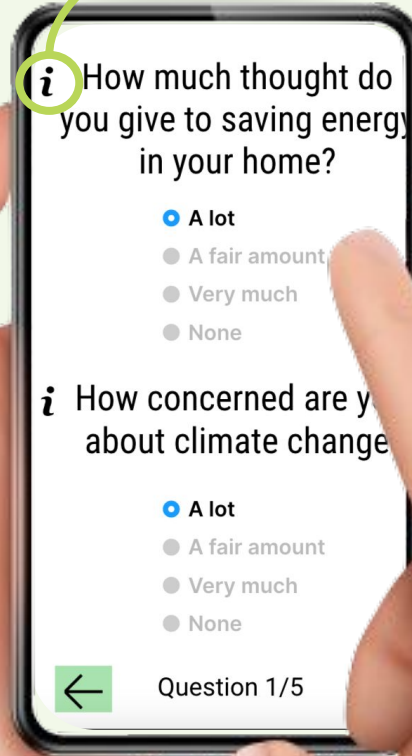 i How much thought do
you give to saving energy
in your home?
A lot
A fair amount
Very much
None
i How concerned are y
about climate change
A lot
A fair amount
Very much
None
Question 1/5